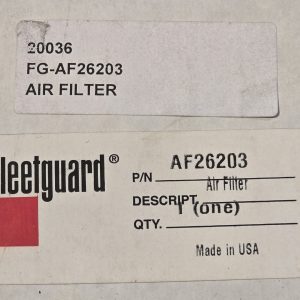 20036
FG-AF26203
AIR FILTER
leetguard®
P/N AF26203
Air Filter
DESCRIPT.
1 (one)
QTY.
Made in USA